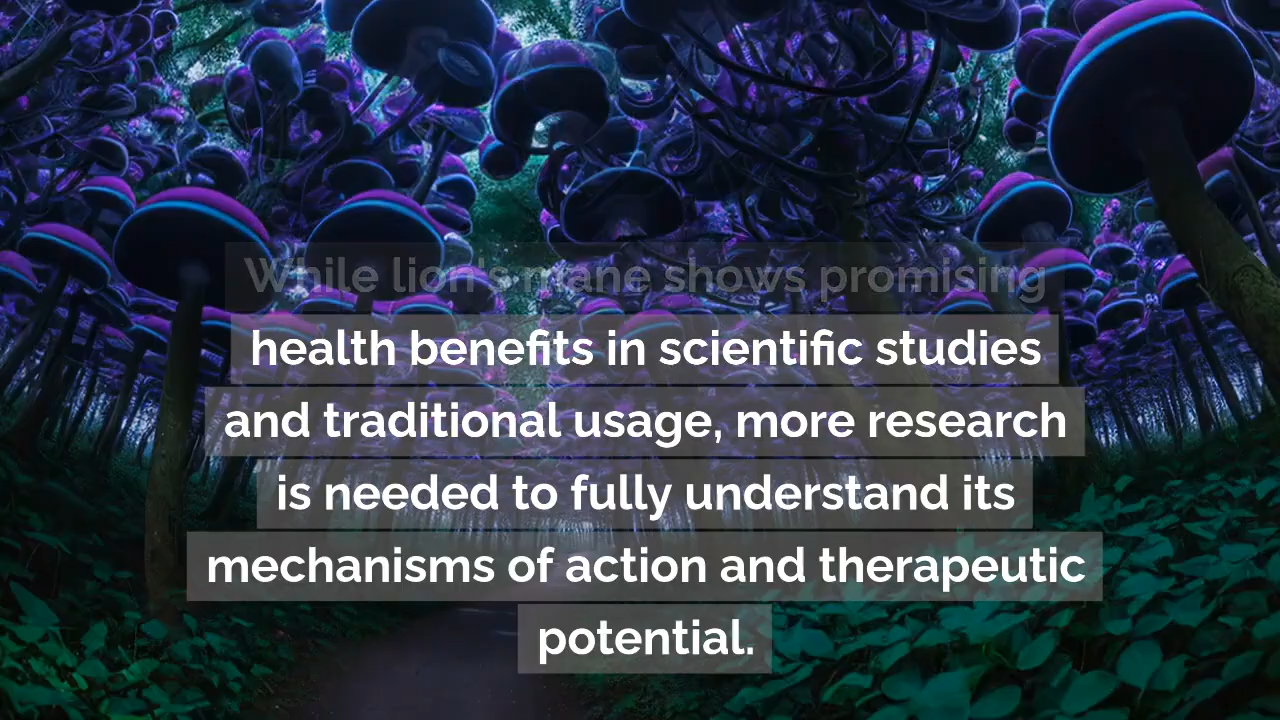 While lion's mane shows promising
health benefits in scientific studies
and traditional usage, more research
is needed to fully understand its
mechanisms of action and therapeutic
potential.